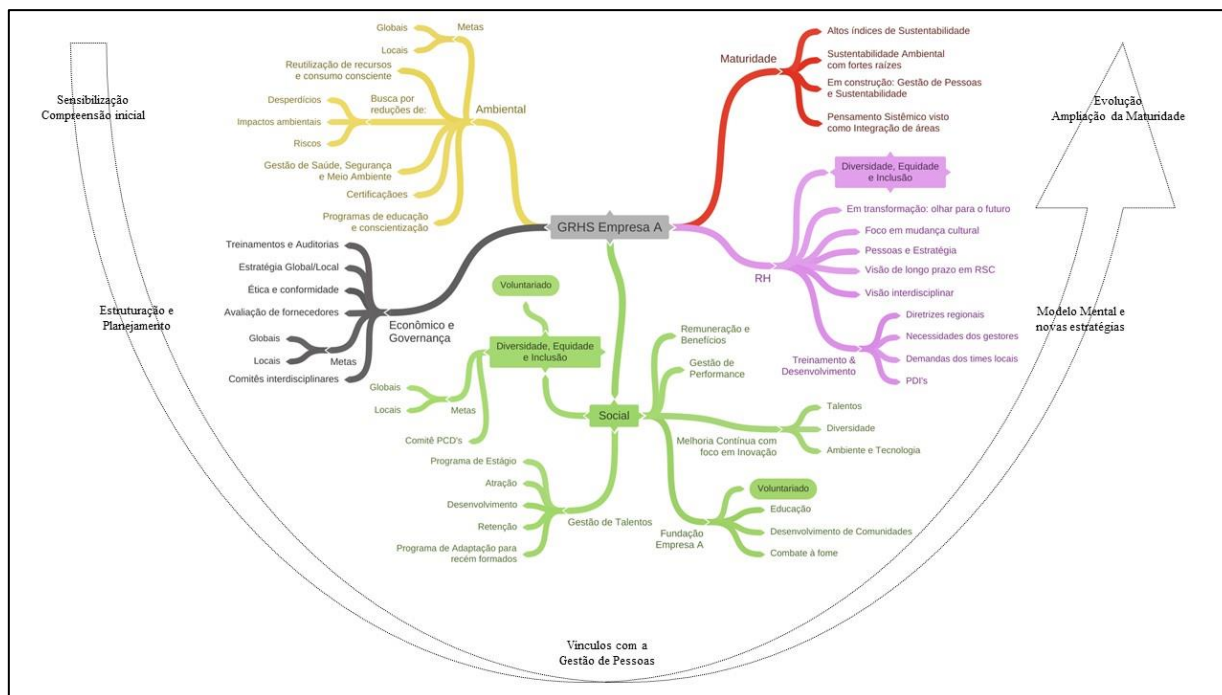 Sensibilização
Compreensão inicial
Estruturação e
Planejamento
Vínculos com a
Gestão de Pessoas
Modelo Mental e
novas estratégias
Evolução
Ampliação da Maturidade
GRHS Empresa A
Ambiental
Metas
Globais
Locais
Reutilização de recursos
e consumo consciente
Busca por
reduções de:
Desperdícios
Impactos ambientais
Riscos
Gestão de Saúde, Segurança
e Meio Ambiente
Certificaçãoes
Programas de educação
e conscientização
Econômico e
Governança
Treinamentos e Auditorias
Estratégia Global/Local
Ética e conformidade
Avaliação de fornecedores
Metas
Globais
Locais
Comitês interdisciplinares
Social
Voluntariado
Diversidade, Equidade
e Inclusão
Metas
Globais
Locais
Comitê PCD's
Gestão de Talentos
Programa de Estágio
Atração
Desenvolvimento
Retenção
Programa de Adaptação para
recém formados
Remuneração e
Benefícios
Gestão de
Performance
Melhoria Contínua com
foco em Inovação
Talentos
Diversidade
Ambiente e Tecnologia
Fundação
Empresa A
Voluntariado
Educação
Desenvolvimento de Comunidades
Combate à fome
Maturidade
Altos índices de Sustentabilidade
Sustentabilidade Ambiental
com fortes raízes
Em construção: Gestão de Pessoas
e Sustentabilidade
Pensamento Sistêmico visto
como Integração de áreas
RH
Diversidade, Equidade
e Inclusão
Em transformação: olhar para o futuro
Foco em mudança cultural
Pessoas e Estratégia
Visão de longo prazo em RSC
Visão interdisciplinar
Treinamento &
Desenvolvimento
Diretrizes regionais
Necessidades dos gestores
Demandas dos times locais
PDI's